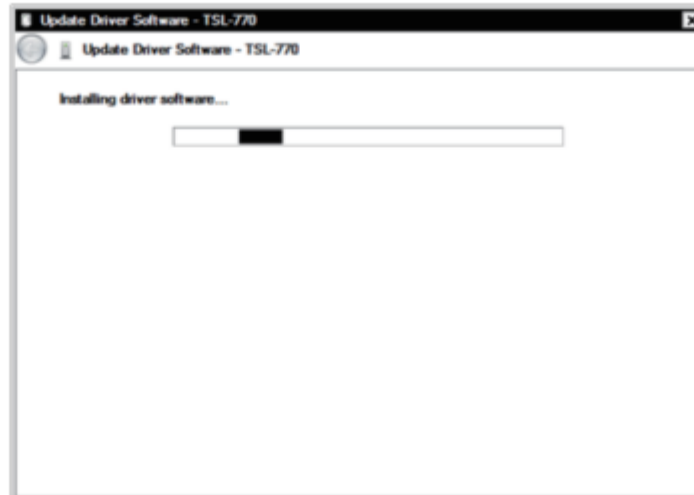 Update Driver Software - TSL-770
Update Driver Software - TSL-770
Installing driver software...